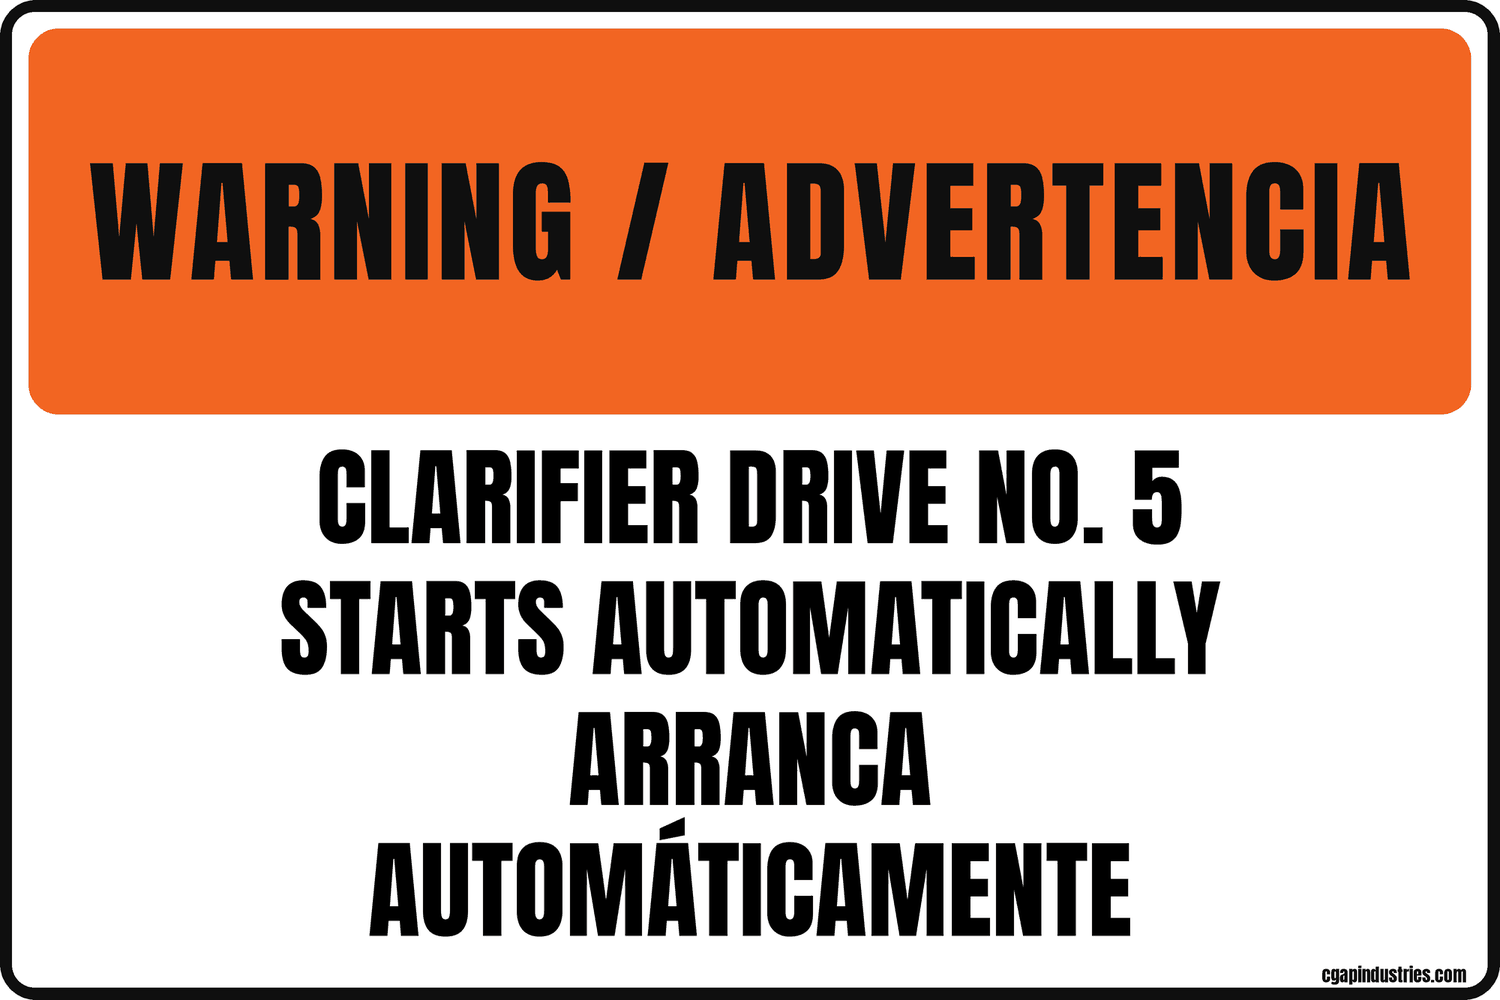 WARNING / ADVERTENCIA
CLARIFIER DRIVE NO. 5
STARTS AUTOMATICALLY
ARRANCA
AUTOMÁTICAMENTE
cgapindustries.com